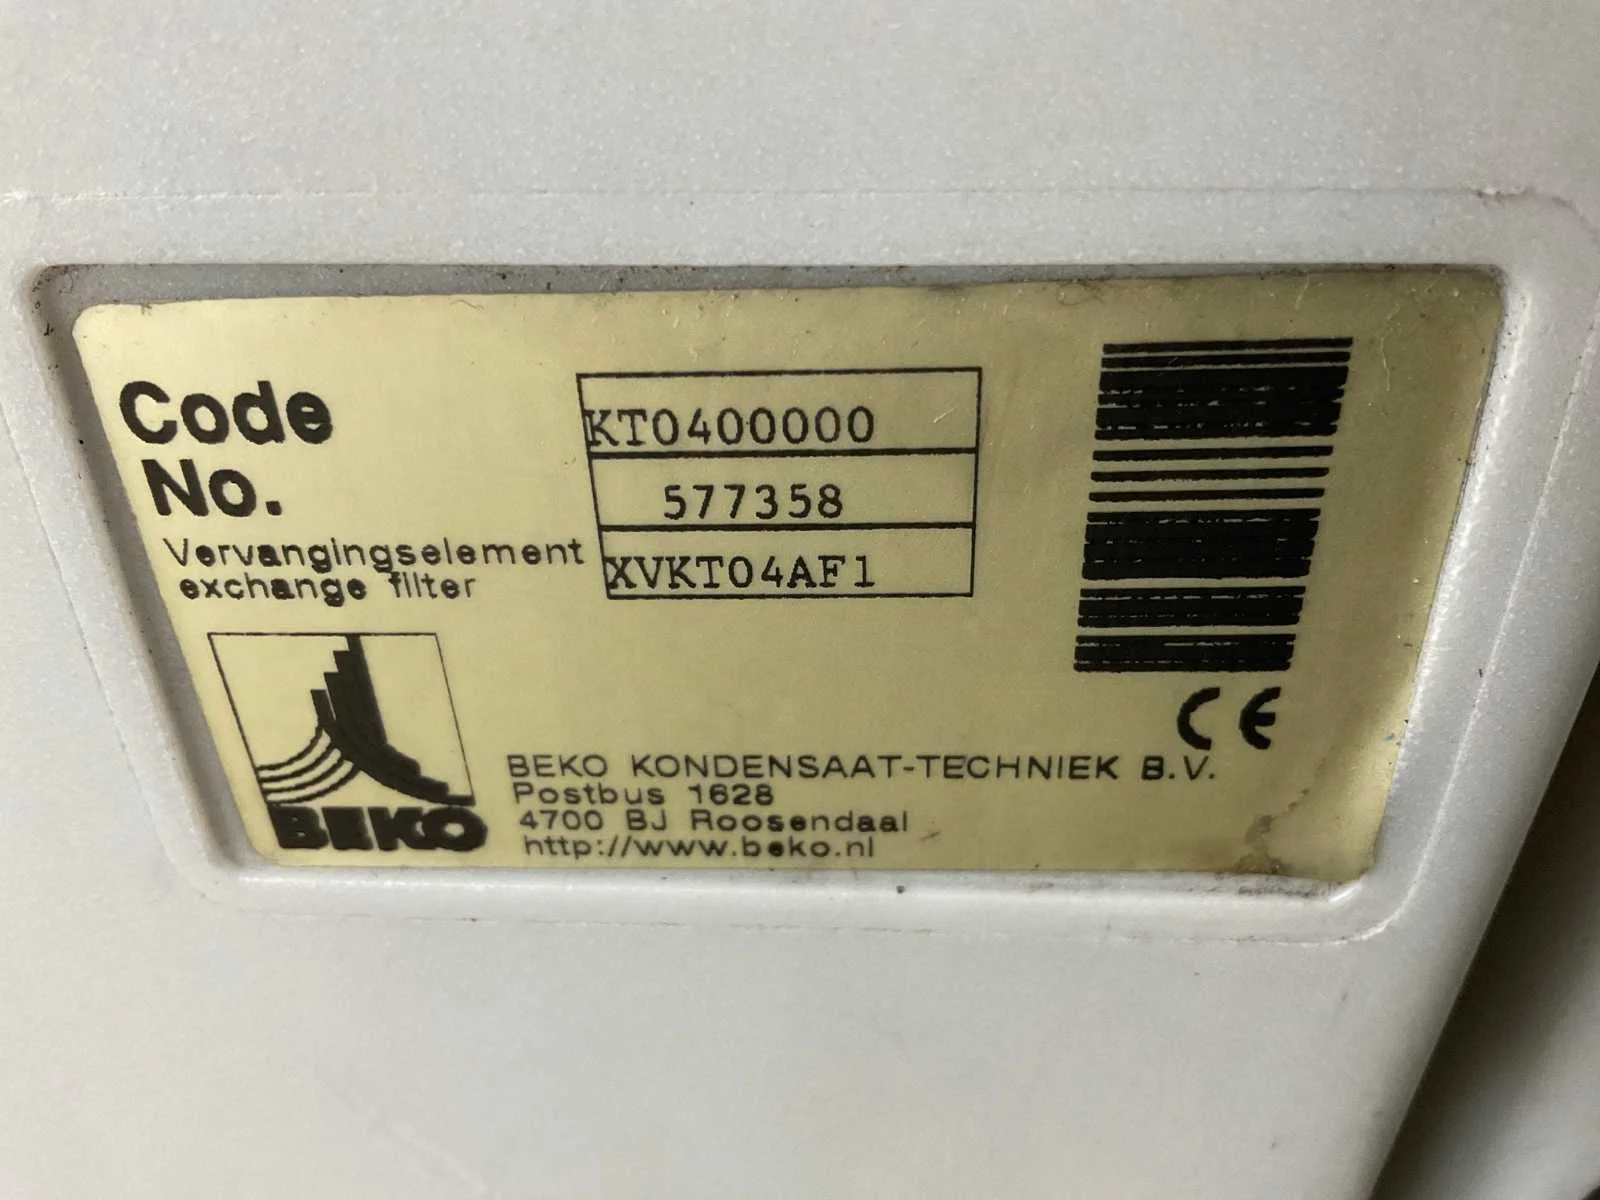 Code KT0400000
No. 577358
Vervangingselement
exchange filter XVKT04AF1
CE
BEKO KONDENSAAT-TECHNIEK B.V.
Postbus 1628
4700 BJ Roosendaal
http://www.beko.nl
BEKO